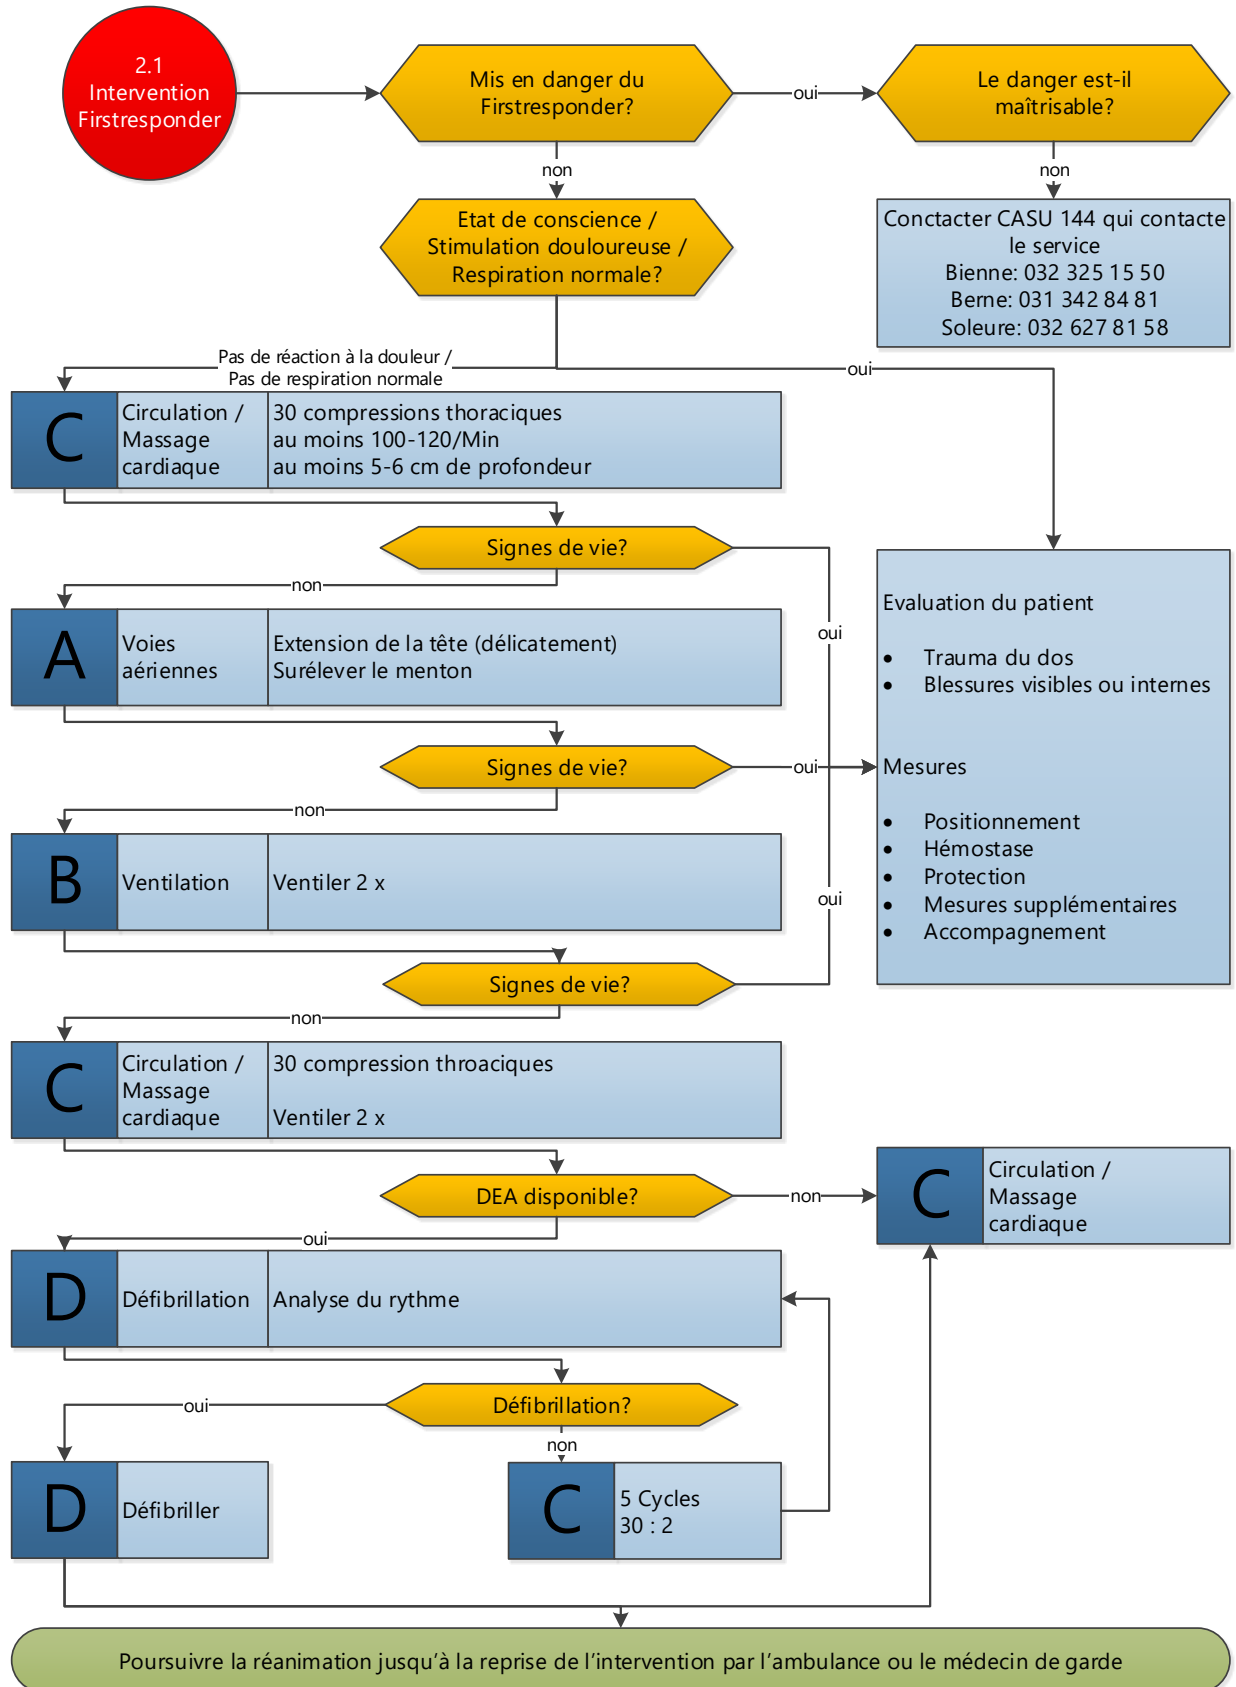 2.1
Intervention
Firstresponder
Mis en danger du
Firstresponder?
oui
Le danger est-il
maîtrisable?
non
non
Etat de conscience /
Stimulation douloureuse /
Respiration normale?
Conctacter CASU 144 qui contacte
le service
Bienne: 032 325 15 50
Berne: 031 342 84 81
Soleure: 032 627 81 58
Pas de réaction à la douleur /
Pas de respiration normale
oui
C
Circulation /
Massage
cardiaque
30 compressions thoraciques
au moins 100-120/Min
au moins 5-6 cm de profondeur
Signes de vie?
non
oui
A
Voies
aériennes
Extension de la tête (délicatement)
Surélever le menton
Signes de vie?
oui
non
Evaluation du patient
• Trauma du dos
• Blessures visibles ou internes
Mesures
• Positionnement
• Hémostase
• Protection
• Mesures supplémentaires
• Accompagnement
B
Ventilation
Ventiler 2 x
oui
Signes de vie?
non
C
Circulation /
Massage
cardiaque
30 compression throaciques
Ventiler 2 x
DEA disponible?
non
C
Circulation /
Massage
cardiaque
oui
D
Défibrillation
Analyse du rythme
Défibrillation?
oui
non
D
Défibriller
C
5 Cycles
30 : 2
Poursuivre la réanimation jusqu'à la reprise de l'intervention par l'ambulance ou le médecin de garde